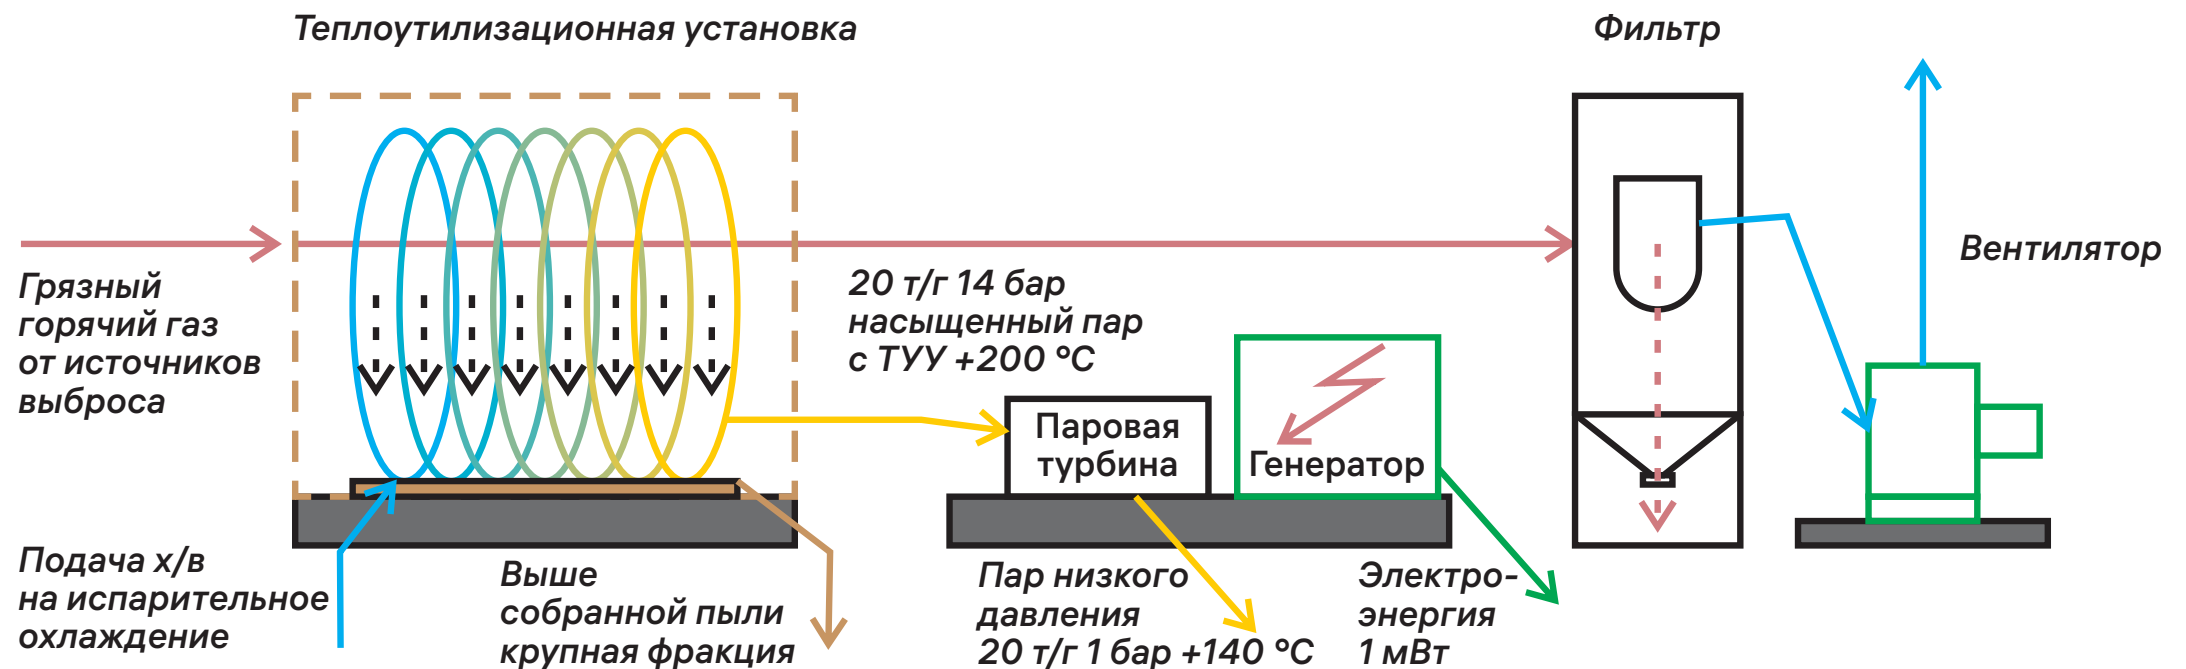 Теплоутилизационная установка
Фильтр
Грязный
горячий газ
от источников
выброса
20 т/г 14 бар
насыщенный пар
с ТУУ +200 °С
Вентилятор
Паровая
турбина
Генератор
Подача х/в
на испарительное
охлаждение
Выше
собранной пыли
крупная фракция
Пар низкого
давления
20 т/г 1 бар +140 °С
Электро-
энергия
1 мВт